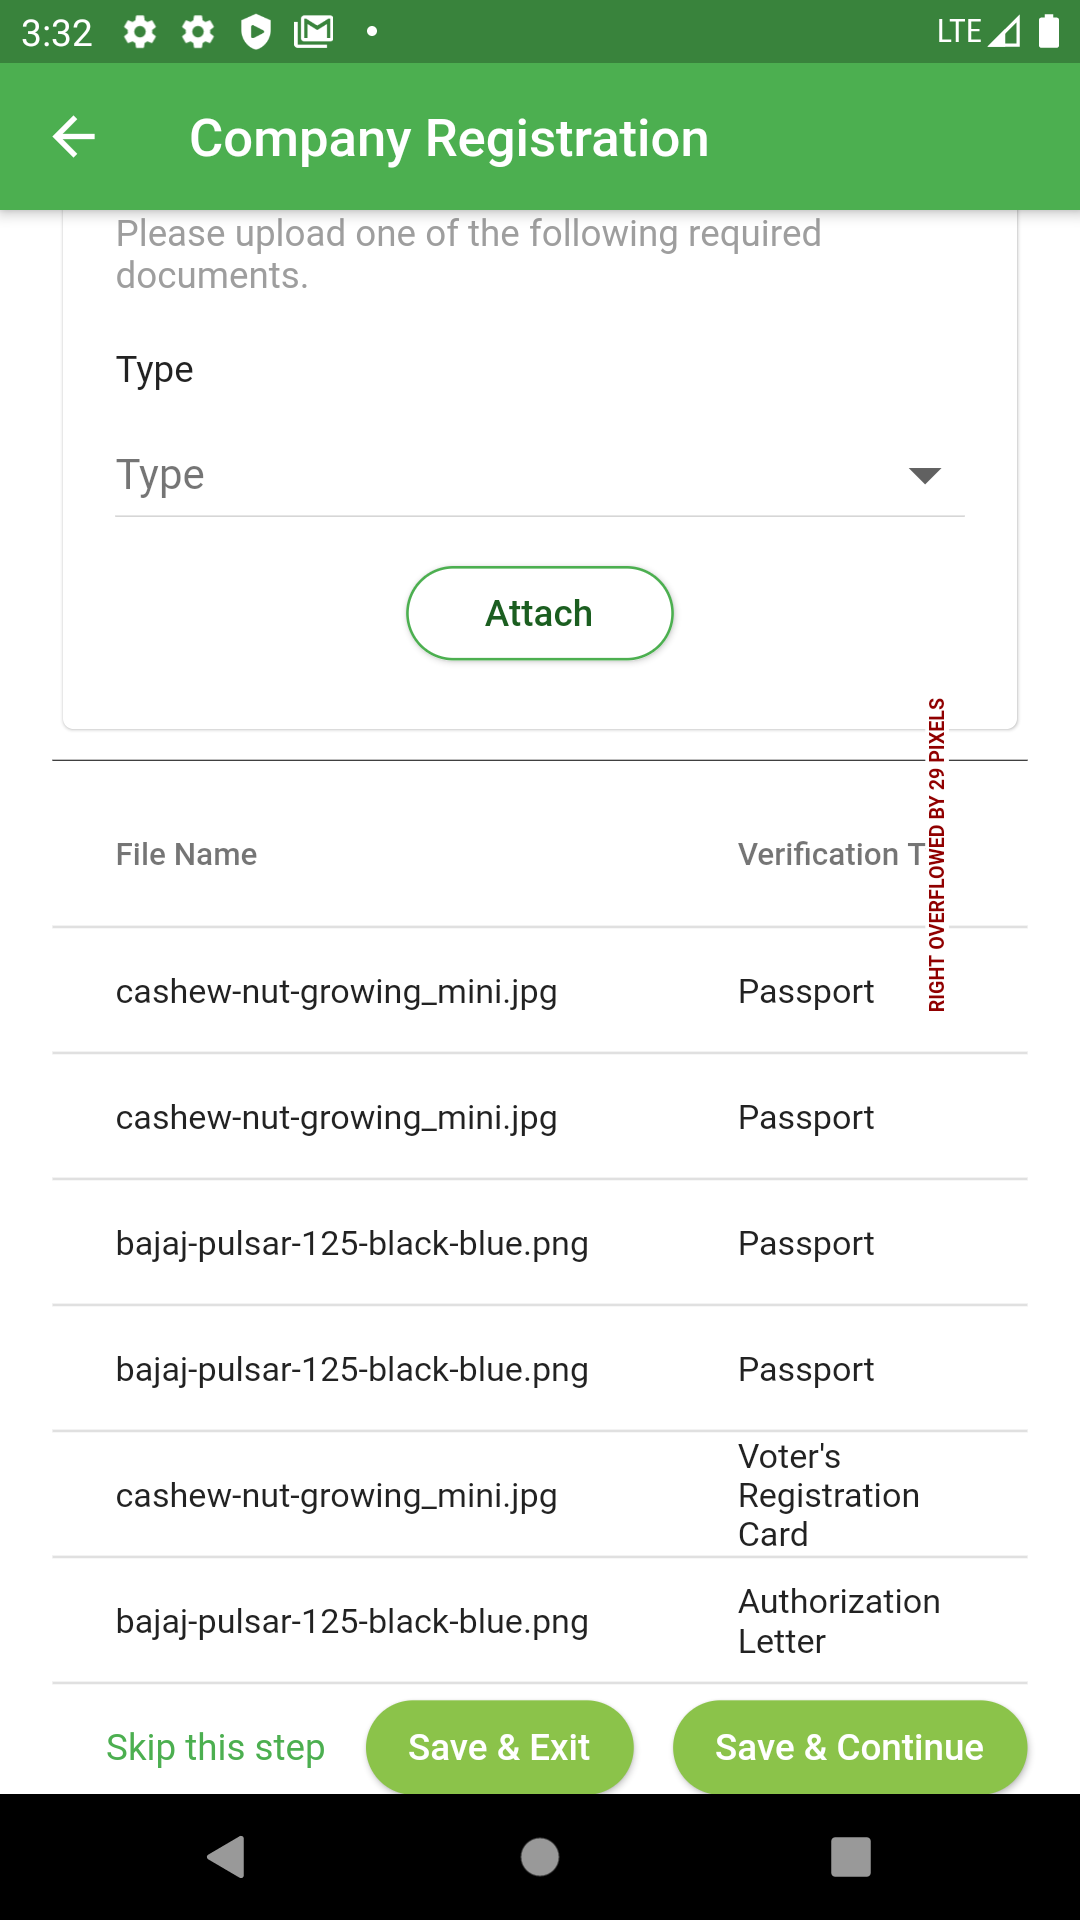 3:32
LTE
Company Registration
Please upload one of the following required
documents.
Type
Type
Attach
RIGHT OVERFLOWED BY 29 PIXELS
File Name
Verification T
cashew-nut-growing_mini.jpg
Passport
cashew-nut-growing_mini.jpg
Passport
bajaj-pulsar-125-black-blue.png
Passport
bajaj-pulsar-125-black-blue.png
Passport
cashew-nut-growing_mini.jpg
Voter's
Registration
Card
bajaj-pulsar-125-black-blue.png
Authorization
Letter
Skip this step
Save & Exit
Save & Continue